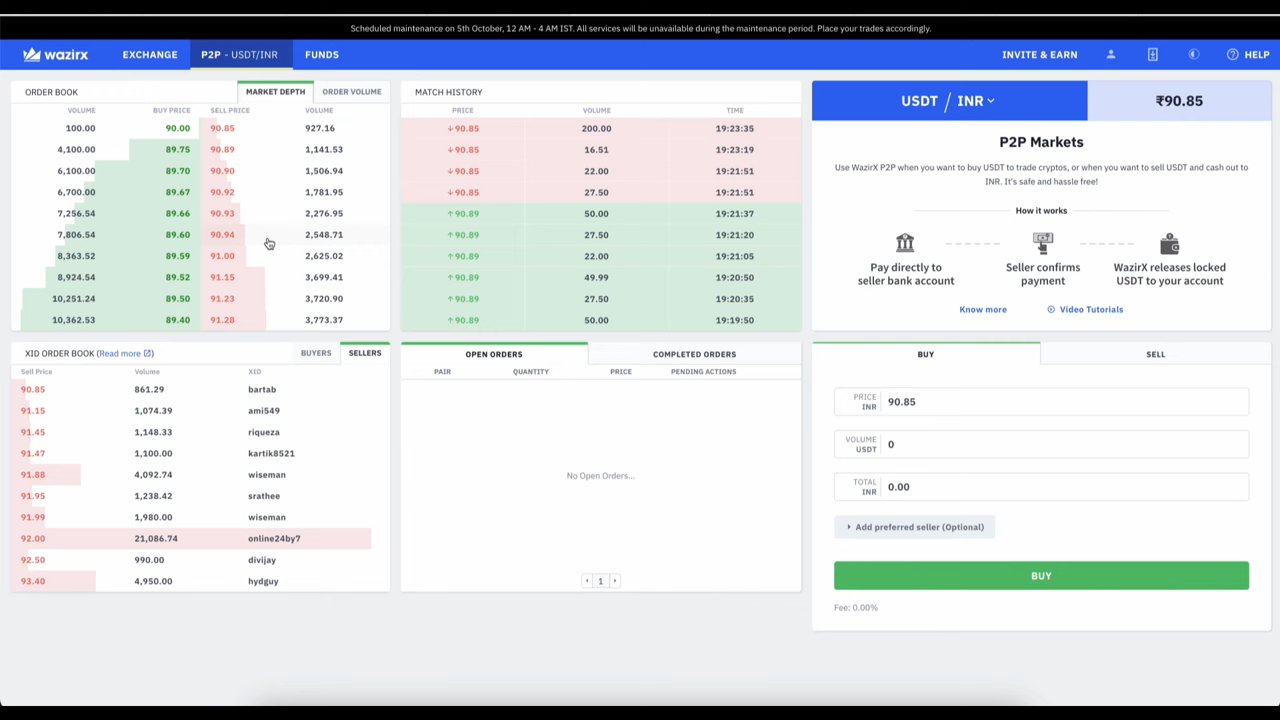 Scheduled maintenance on 5th October, 12 AM - 4 AM IST. All services will be unavailable during the maintenance period. Place your trades accordingly.
wazirx EXCHANGE P2P - USDT/INR FUNDS INVITE & EARN HELP
ORDER BOOK MARKET DEPTH ORDER VOLUME
VOLUME BUY PRICE SELL PRICE VOLUME
100.00 90.00 90.85 927.16
4,100.00 89.75 90.89 1,141.53
6,100.00 89.70 90.90 1,506.94
6,700.00 89.67 90.92 1,781.95
7,256.54 89.66 90.93 2,276.95
7,806.54 89.60 90.94 2,548.71
8,363.52 89.59 91.00 2,625.02
8,924.54 89.52 91.15 3,699.41
10,251.24 89.50 91.23 3,720.90
10,362.53 89.40 91.28 3,773.37
MATCH HISTORY
PRICE VOLUME TIME
↓ 90.85 200.00 19:23:35
↓ 90.85 16.51 19:23:19
↓ 90.85 22.00 19:21:51
↓ 90.85 27.50 19:21:51
↑ 90.89 50.00 19:21:37
↑ 90.89 27.50 19:21:20
↑ 90.89 22.00 19:21:05
↑ 90.89 49.99 19:20:50
↑ 90.89 27.50 19:20:35
↑ 90.89 50.00 19:19:50
USDT / INR ₹90.85
P2P Markets
Use WazirX P2P when you want to buy USDT to trade cryptos, or when you want to sell USDT and cash out to
INR. It's safe and hassle free!
How it works
Pay directly to
seller bank account
Seller confirms
payment
WazirX releases locked
USDT to your account
Know more Video Tutorials
XID ORDER BOOK (Read more) BUYERS SELLERS
Sell Price Volume XID
90.85 861.29 bartab
91.15 1,074.39 ami549
91.45 1,148.33 riqueza
91.47 1,100.00 kartik8521
91.88 4,092.74 wiseman
91.95 1,238.42 srathee
91.99 1,980.00 wiseman
92.00 21,086.74 online24by7
92.50 990.00 divijay
93.40 4,950.00 hydguy
OPEN ORDERS COMPLETED ORDERS
PAIR QUANTITY PRICE PENDING ACTIONS
No Open Orders...
1
BUY SELL
PRICE INR 90.85
VOLUME USDT 0
TOTAL INR 0.00
Add preferred seller (Optional)
BUY
Fee: 0.00%